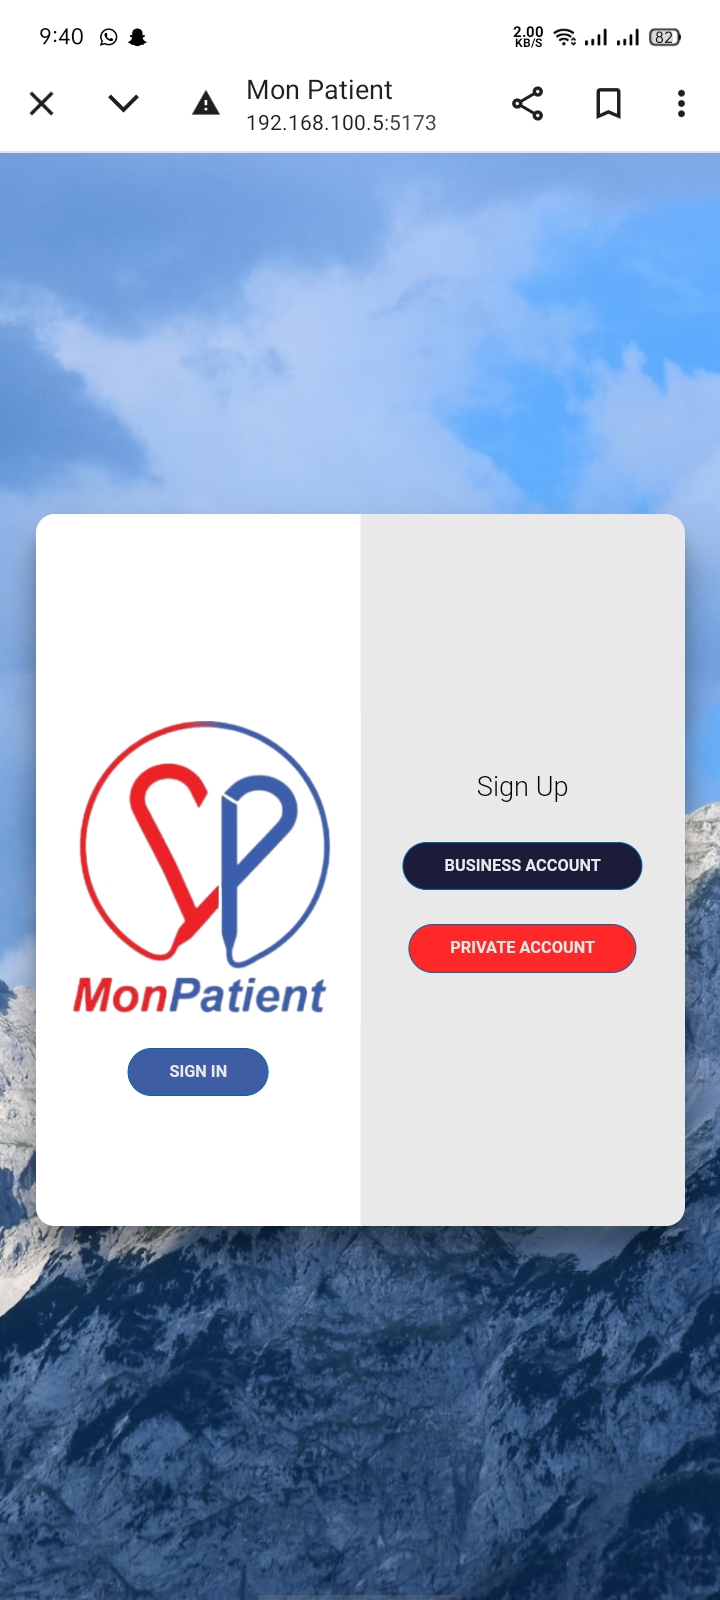 9:40
2.00
KB/S
82
Mon Patient
192.168.100.5:5173
MonPatient
SIGN IN
Sign Up
BUSINESS ACCOUNT
PRIVATE ACCOUNT